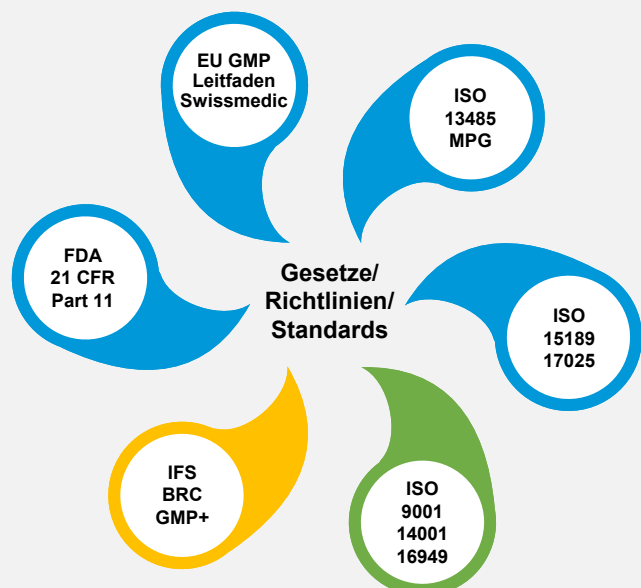 EU GMP
Leitfaden
Swissmedic
ISO
13485
MPG
FDA
21 CFR
Part 11
Gesetze/
Richtlinien/
Standards
ISO
15189
17025
IFS
BRC
GMP+
ISO
9001
14001
16949